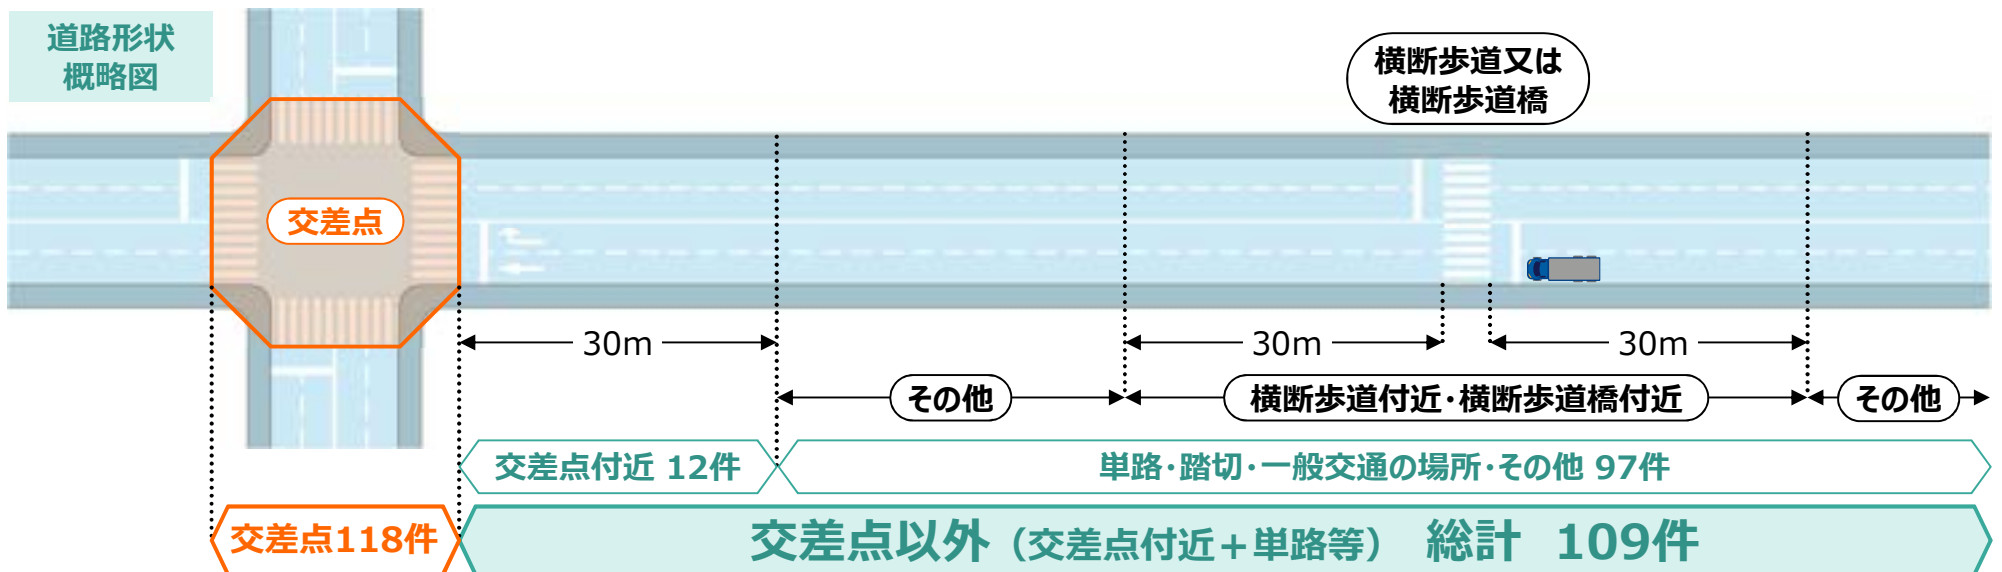 道路形状
概略図
横断歩道又は
横断歩道橋
交差点
30m
30m
30m
その他
横断歩道付近・横断歩道橋付近
その他
交差点付近 12件
単路・踏切・一般交通の場所・その他 97件
交差点118件
交差点以外（交差点付近＋単路等） 総計 109件